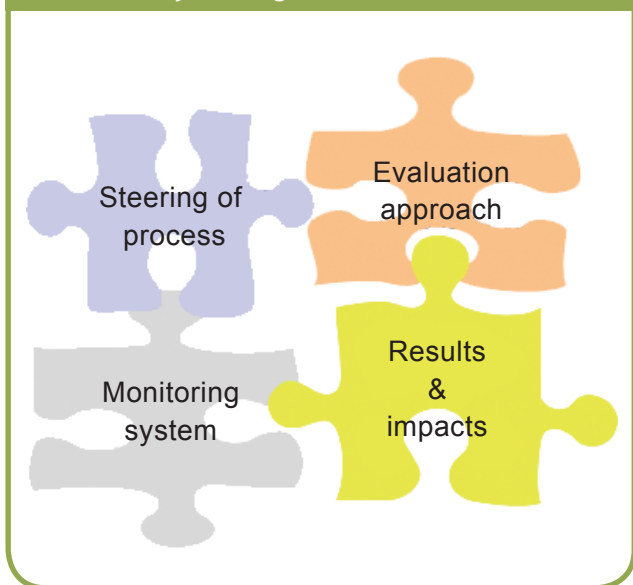 Steering of
process
Evaluation
approach
Monitoring
system
Results
&
impacts